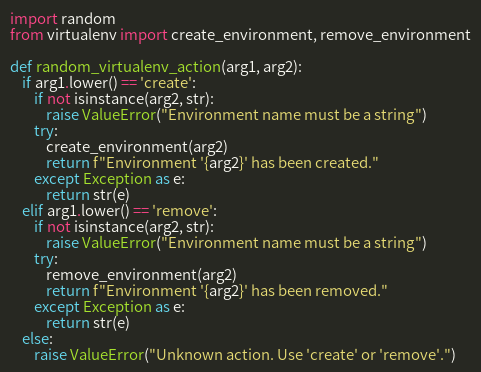 import random
from virtualenv import create_environment, remove_environment

def random_virtualenv_action(arg1, arg2):
    if arg1.lower() == 'create':
        if not isinstance(arg2, str):
            raise ValueError("Environment name must be a string")
        try:
            create_environment(arg2)
            return f"Environment '{arg2}' has been created."
        except Exception as e:
            return str(e)
    elif arg1.lower() == 'remove':
        if not isinstance(arg2, str):
            raise ValueError("Environment name must be a string")
        try:
            remove_environment(arg2)
            return f"Environment '{arg2}' has been removed."
        except Exception as e:
            return str(e)
    else:
        raise ValueError("Unknown action. Use 'create' or 'remove'.")